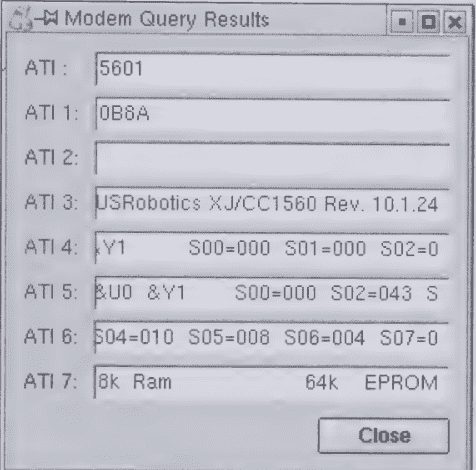 Modem Query Results
ATI : 5601
ATI 1: 0B8A
ATI 2:
ATI 3: USRobotics XJ/CC1560 Rev. 10.1.24
ATI 4: &Y1 S00=000 S01=000 S02=0
ATI 5: &U0 &Y1 S00=000 S02=043 S
ATI 6: S04=010 S05=008 S06=004 S07=0
ATI 7: 8k Ram 64k EPROM
Close